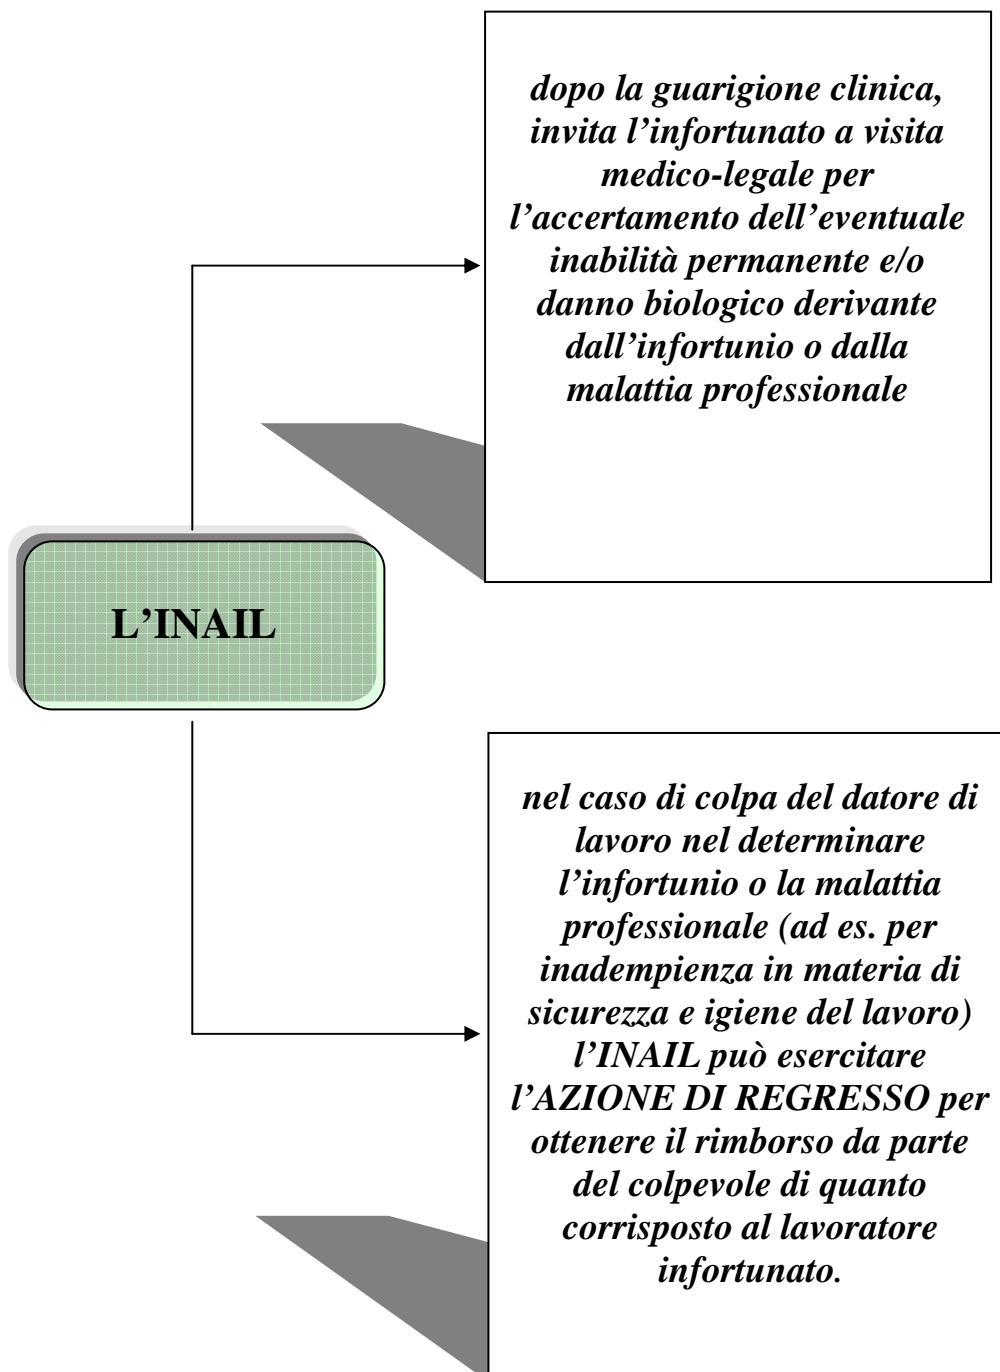 dopo la guarigione clinica,
invita l’infortunato a visita
medico-legale per
l’accertamento dell’eventuale
inabilità permanente e/o
danno biologico derivante
dall’infortunio o dalla
malattia professionale
L’INAIL
nel caso di colpa del datore di
lavoro nel determinare
l’infortunio o la malattia
professionale (ad es. per
inadempienza in materia di
sicurezza e igiene del lavoro)
l’INAIL può esercitare
l’AZIONE DI REGRESSO per
ottenere il rimborso da parte
del colpevole di quanto
corrisposto al lavoratore
infortunato.